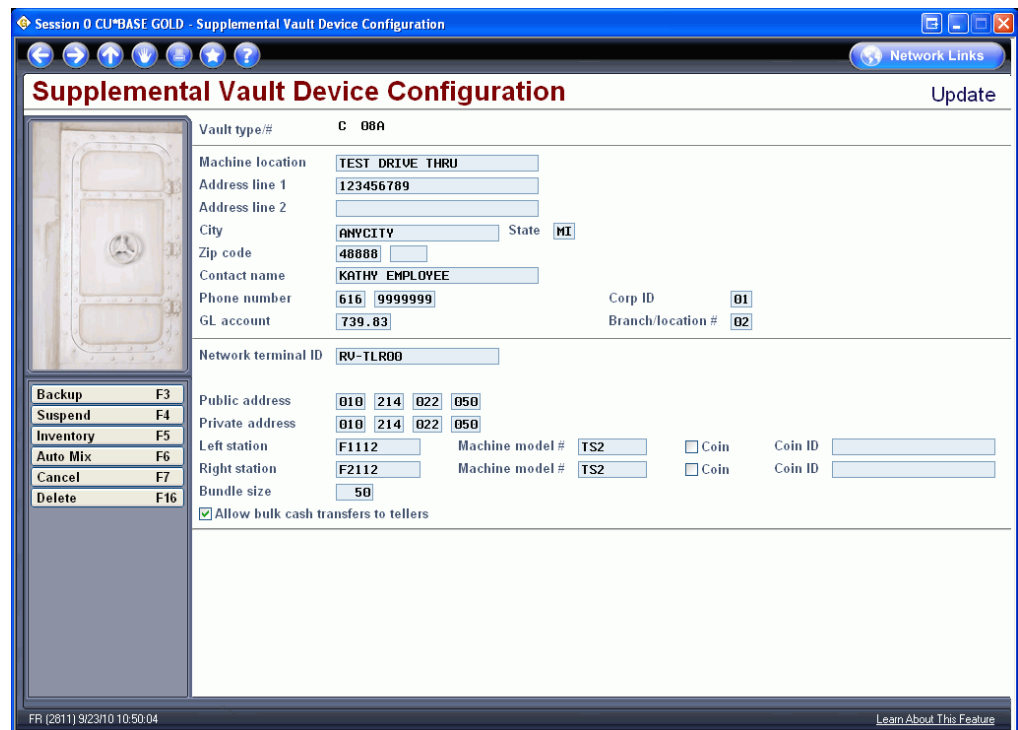 Session 0 CU*BASE GOLD - Supplemental Vault Device Configuration
Network Links
Supplemental Vault Device Configuration Update
Vault type/# C 08A
Machine location TEST DRIVE THRU
Address line 1 123456789
Address line 2
City ANYCITY State MI
Zip code 48888
Contact name KATHY EMPLOYEE
Phone number 616 9999999 Corp ID 01
GL account 739.83 Branch/location # 02
Network terminal ID RV-TLR00
Public address 010 214 022 050
Private address 010 214 022 050
Left station F1112 Machine model # TS2 Coin Coin ID
Right station F2112 Machine model # TS2 Coin Coin ID
Bundle size 50
Allow bulk cash transfers to tellers
Backup F3
Suspend F4
Inventory F5
Auto Mix F6
Cancel F7
Delete F16
FR (2811) 9/23/10 10:50:04 Learn About This Feature